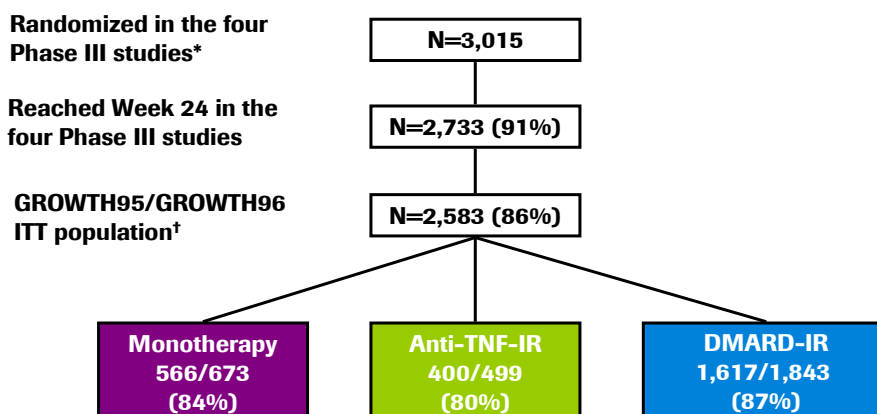 Randomized in the four
Phase III studies*
N=3,015
Reached Week 24 in the
four Phase III studies
N=2,733 (91%)
GROWTH95/GROWTH96
ITT population†
N=2,583 (86%)
Monotherapy
566/673
(84%)
Anti-TNF-IR
400/499
(80%)
DMARD-IR
1,617/1,843
(87%)